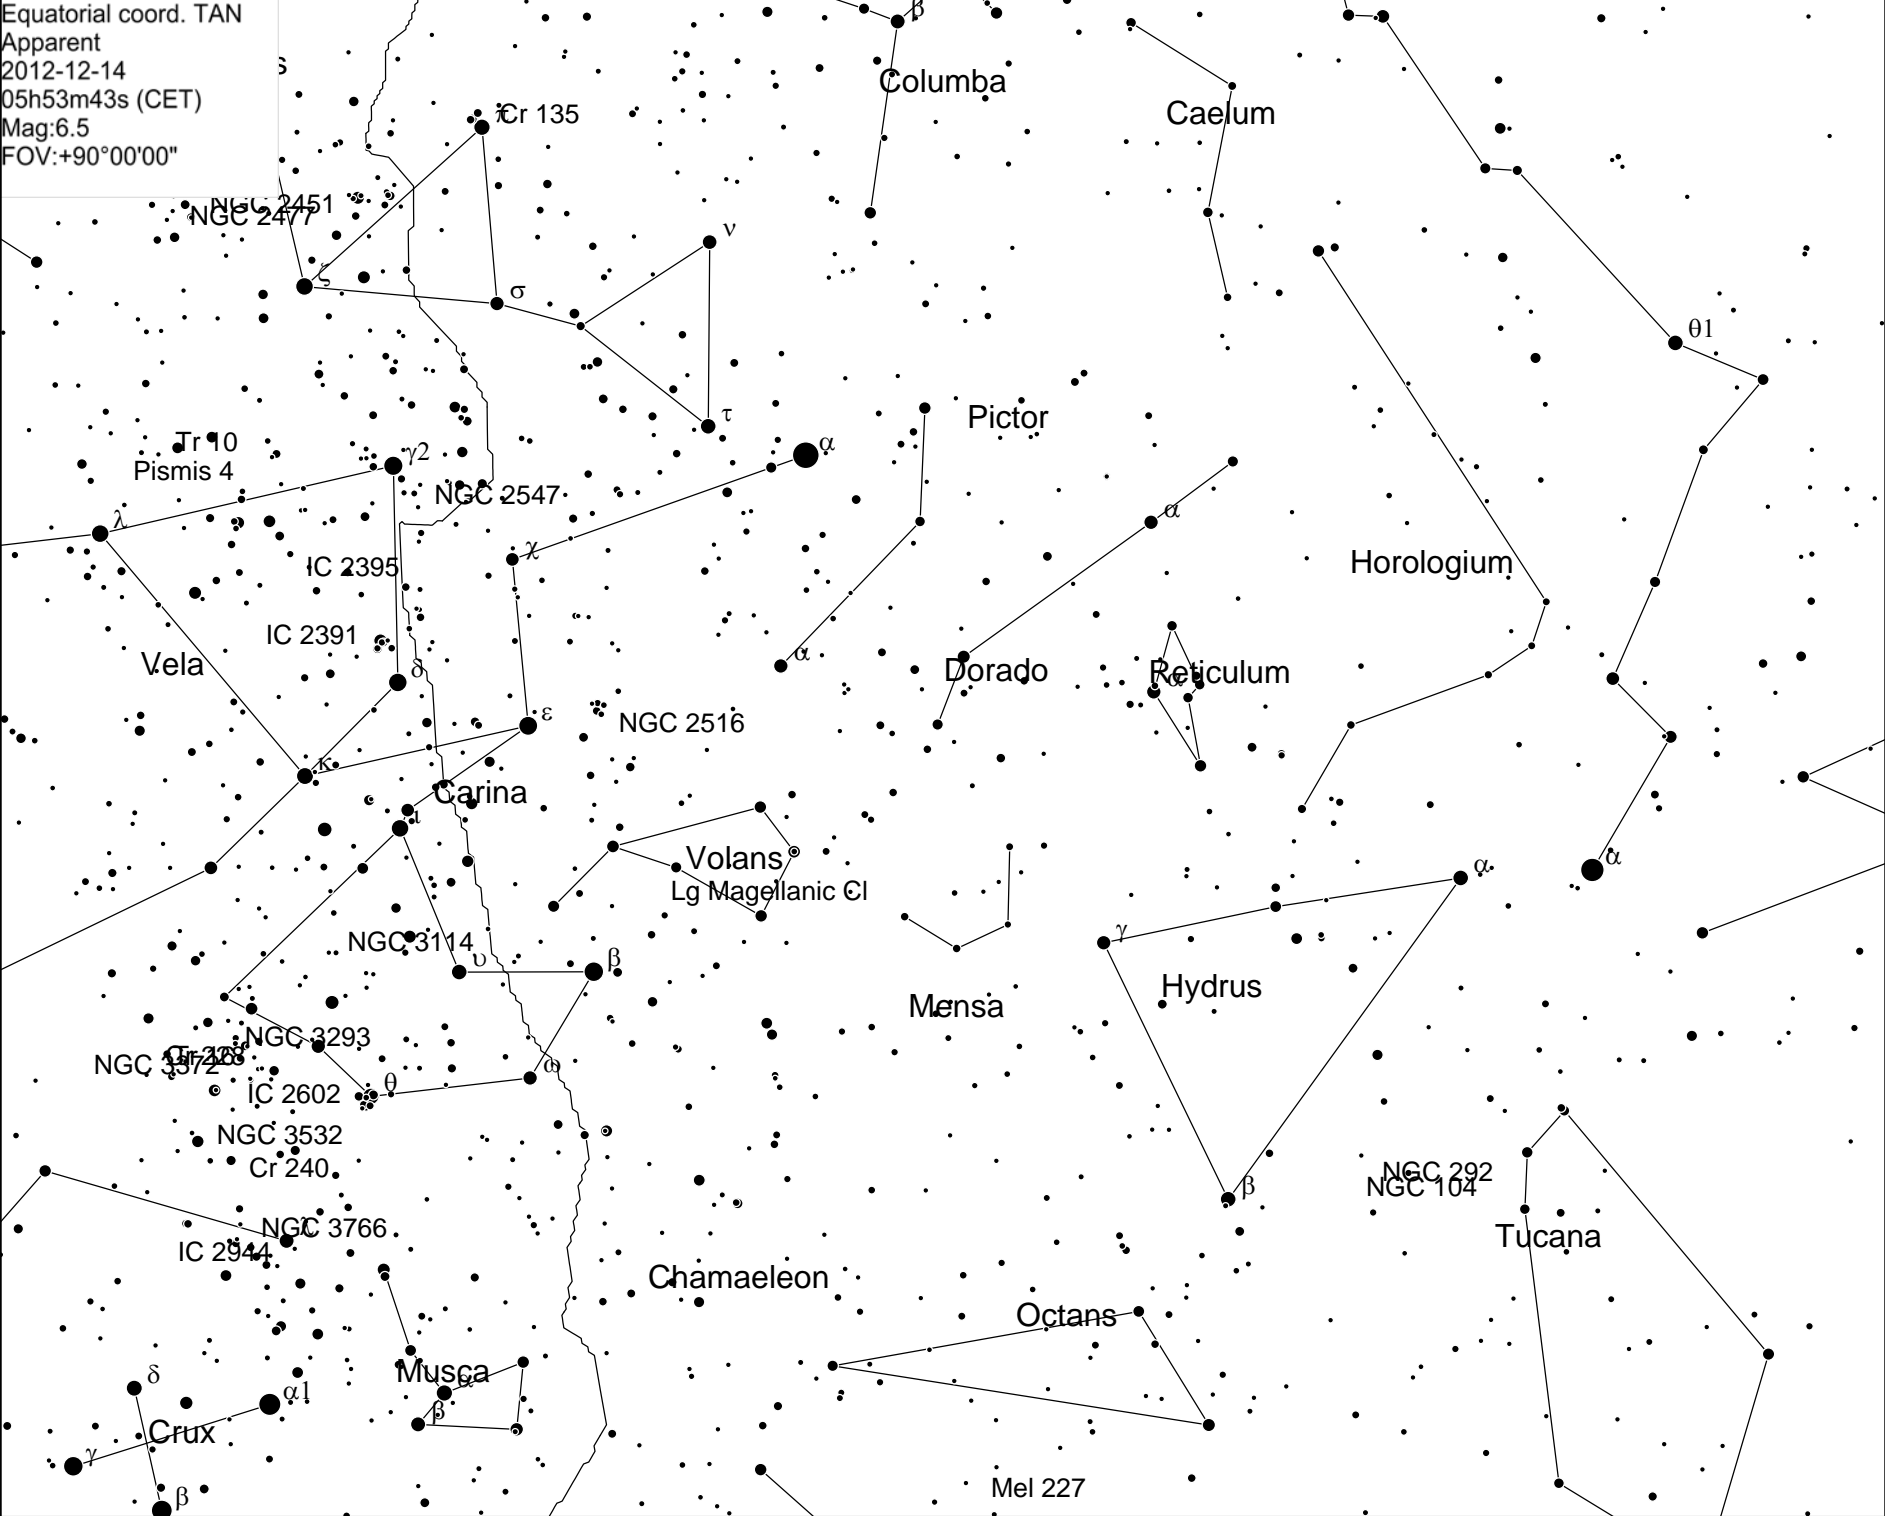 Equatorial coord. TAN
Apparent
2012-12-14
05h53m43s (CET)
Mag:6.5
FOV:+90°00'00"
s
β
Columba
Caelum
π
Cr 135
NGC 2451
NGC 2477
ν
ζ
σ
θ1
Pictor
τ
α
Tr 10
γ2
Pismis 4
NGC 2547
λ
α
χ
IC 2395
Horologium
IC 2391
Vela
δ
α
Dorado
Reticulum
α
ε
NGC 2516
κ
Carina
ι
Volans
α
α
Lg Magellanic Cl
NGC 3114
υ
β
γ
Hydrus
Mensa
NGC 3293
NGC 3372
ω
θ
IC 2602
NGC 3532
Cr 240
NGC 292
NGC 104
β
NGC 3766
λ
IC 2944
Tucana
Chamaeleon
Octans
Musca
α
δ
α1
β
Crux
γ
Mel 227
β